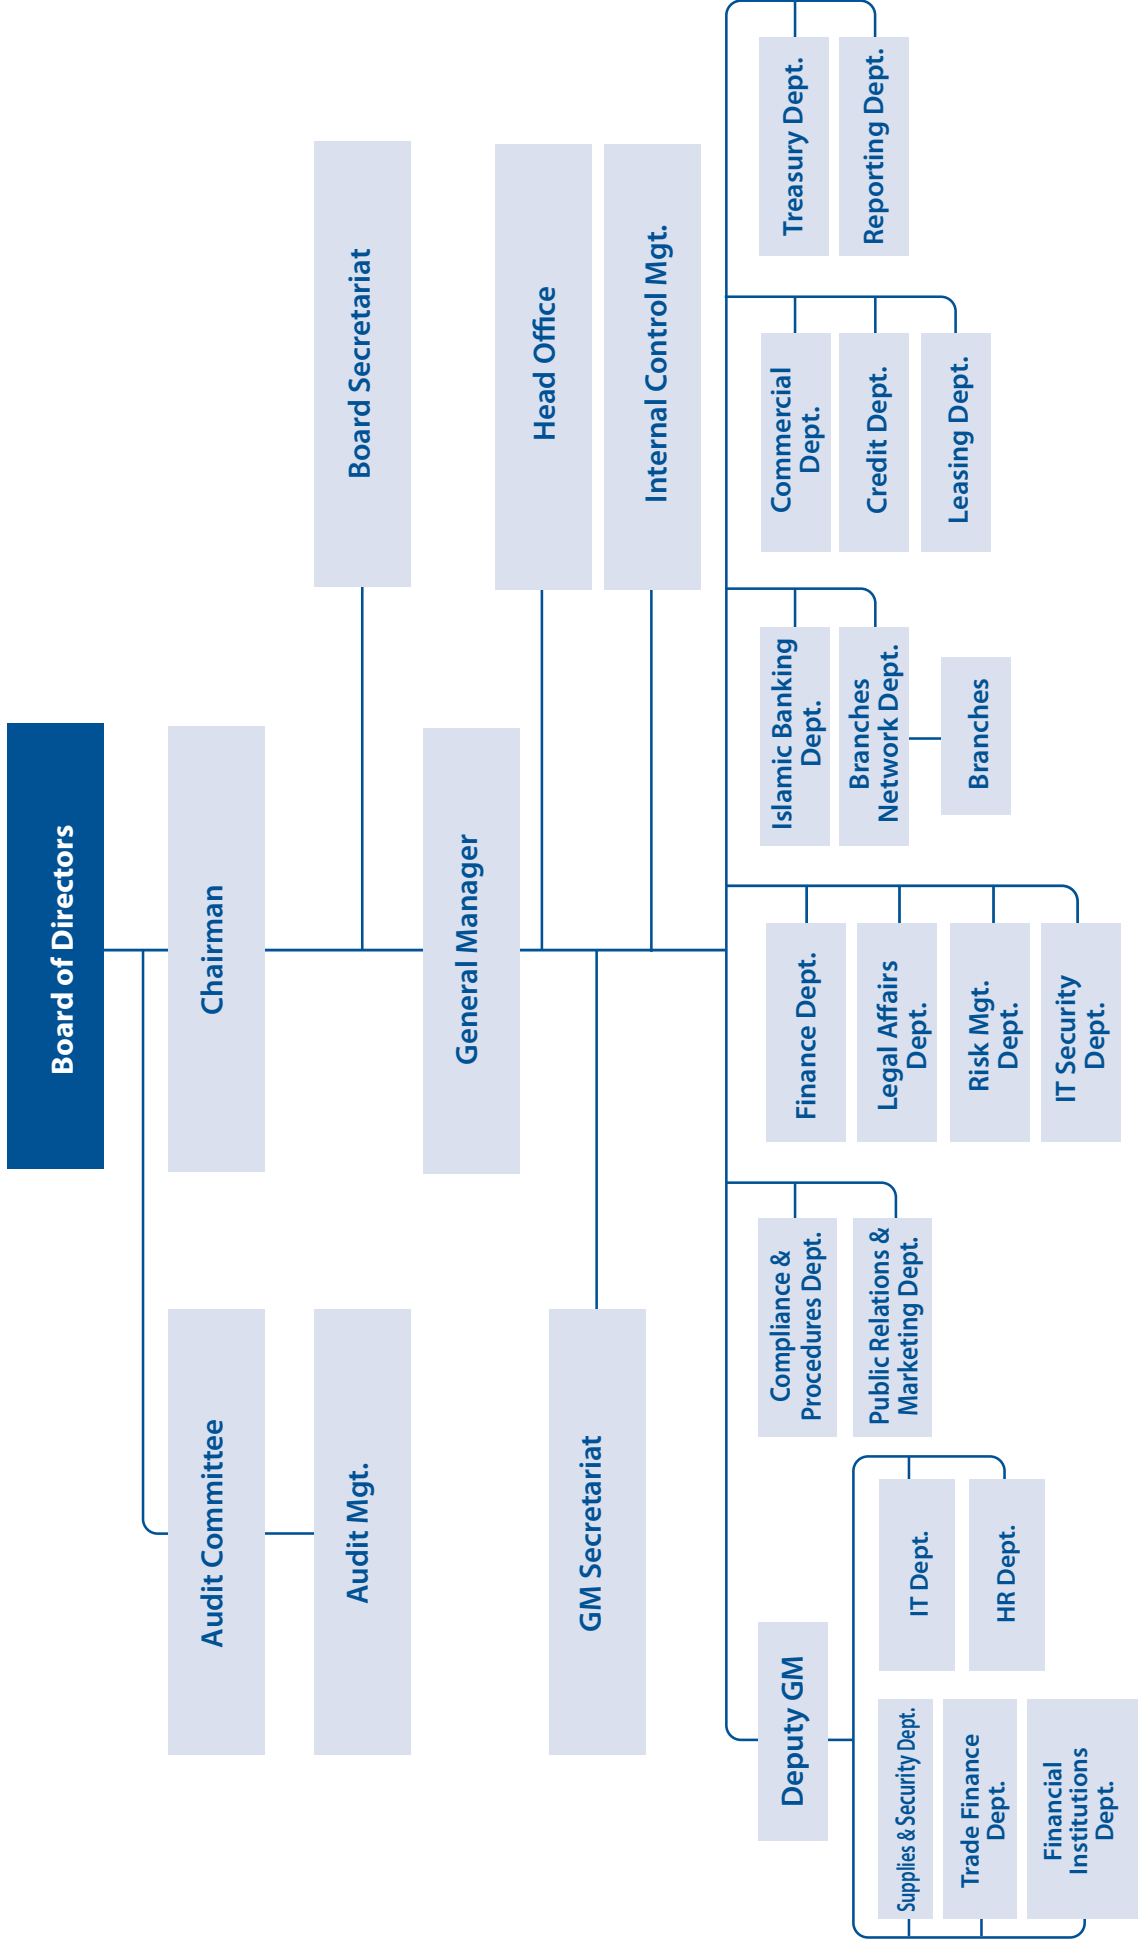 Board of Directors
Audit Committee
Chairman
Audit Mgt.
Board Secretariat
General Manager
Head Office
GM Secretariat
Internal Control Mgt.
Deputy GM
Supplies & Security Dept.
Trade Finance
Dept.
Financial
Institutions
Dept.
IT Dept.
HR Dept.
Compliance &
Procedures Dept.
Public Relations &
Marketing Dept.
Finance Dept.
Legal Affairs
Dept.
Risk Mgt.
Dept.
IT Security
Dept.
Islamic Banking
Dept.
Branches
Network Dept.
Branches
Commercial
Dept.
Credit Dept.
Leasing Dept.
Treasury Dept.
Reporting Dept.